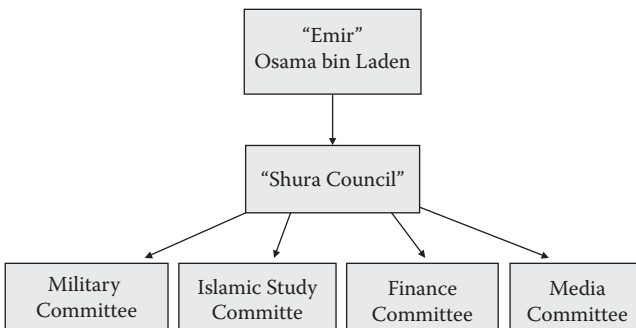 “Emir”
Osama bin Laden
“Shura Council”
Military
Committee
Islamic Study
Committe
Finance
Committee
Media
Committee